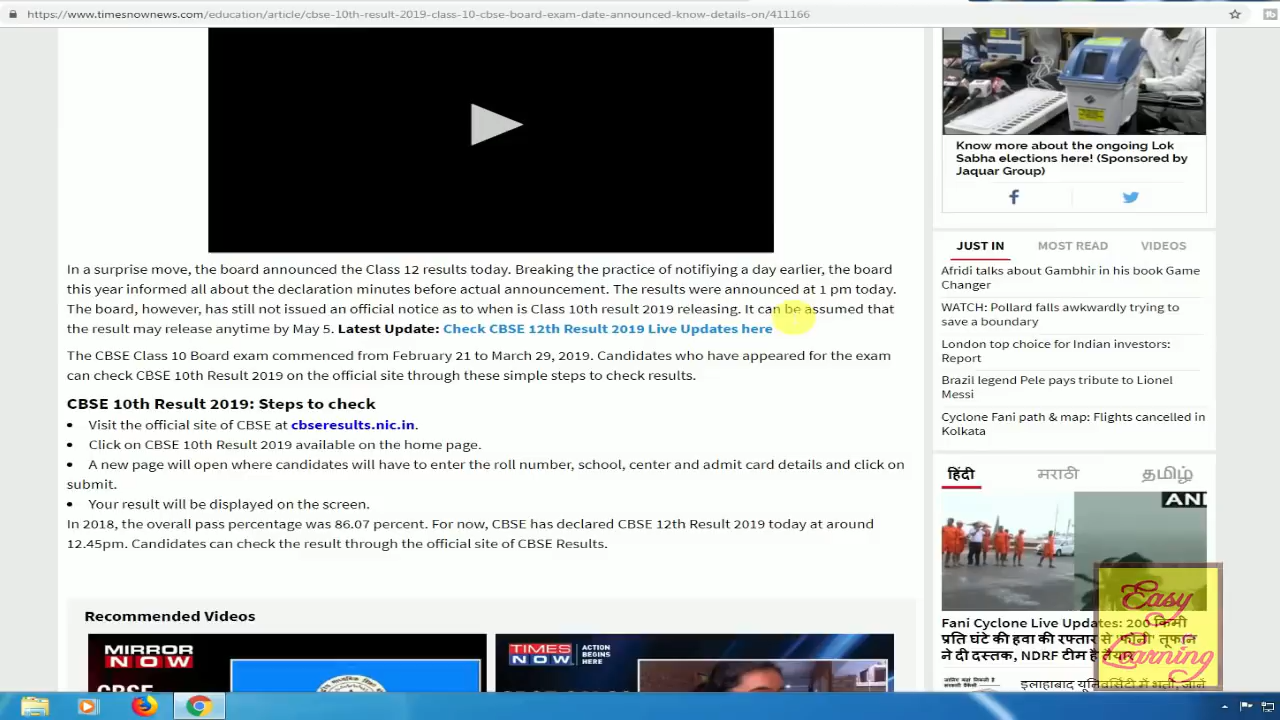 https://www.timesnownews.com/education/article/cbse-10th-result-2019-class-10-cbse-board-exam-date-announced-know-details-on/411166
In a surprise move, the board announced the Class 12 results today. Breaking the practice of notifiying a day earlier, the board
this year informed all about the declaration minutes before actual announcement. The results were announced at 1 pm today.
The board, however, has still not issued an official notice as to when is Class 10th result 2019 releasing. It can be assumed that
the result may release anytime by May 5. Latest Update: Check CBSE 12th Result 2019 Live Updates here
The CBSE Class 10 Board exam commenced from February 21 to March 29, 2019. Candidates who have appeared for the exam
can check CBSE 10th Result 2019 on the official site through these simple steps to check results.
CBSE 10th Result 2019: Steps to check
• Visit the official site of CBSE at cbseresults.nic.in.
• Click on CBSE 10th Result 2019 available on the home page.
• A new page will open where candidates will have to enter the roll number, school, center and admit card details and click on
submit.
• Your result will be displayed on the screen.
In 2018, the overall pass percentage was 86.07 percent. For now, CBSE has declared CBSE 12th Result 2019 today at around
12.45pm. Candidates can check the result through the official site of CBSE Results.
Recommended Videos
MIRROR
NOW
CBSE
TIMES
NOW
ACTION
BEGINS
HERE
Know more about the ongoing Lok
Sabha elections here! (Sponsored by
Jaquar Group)
JUST IN MOST READ VIDEOS
Afridi talks about Gambhir in his book Game
Changer
WATCH: Pollard falls awkwardly trying to
save a boundary
London top choice for Indian investors:
Report
Brazil legend Pele pays tribute to Lionel
Messi
Cyclone Fani path & map: Flights cancelled in
Kolkata
हिंदी मराठी தமிழ்
ANI
Fani Cyclone Live Updates: 200 किमी
प्रति घंटे की हवा की रफ्तार से 'फोनी' तूफान
ने दी दस्तक, NDRF टीम है तैयार
इलाहाबाद यूनिवर्सिटी में भर्ती, जानें
Easy
Learning